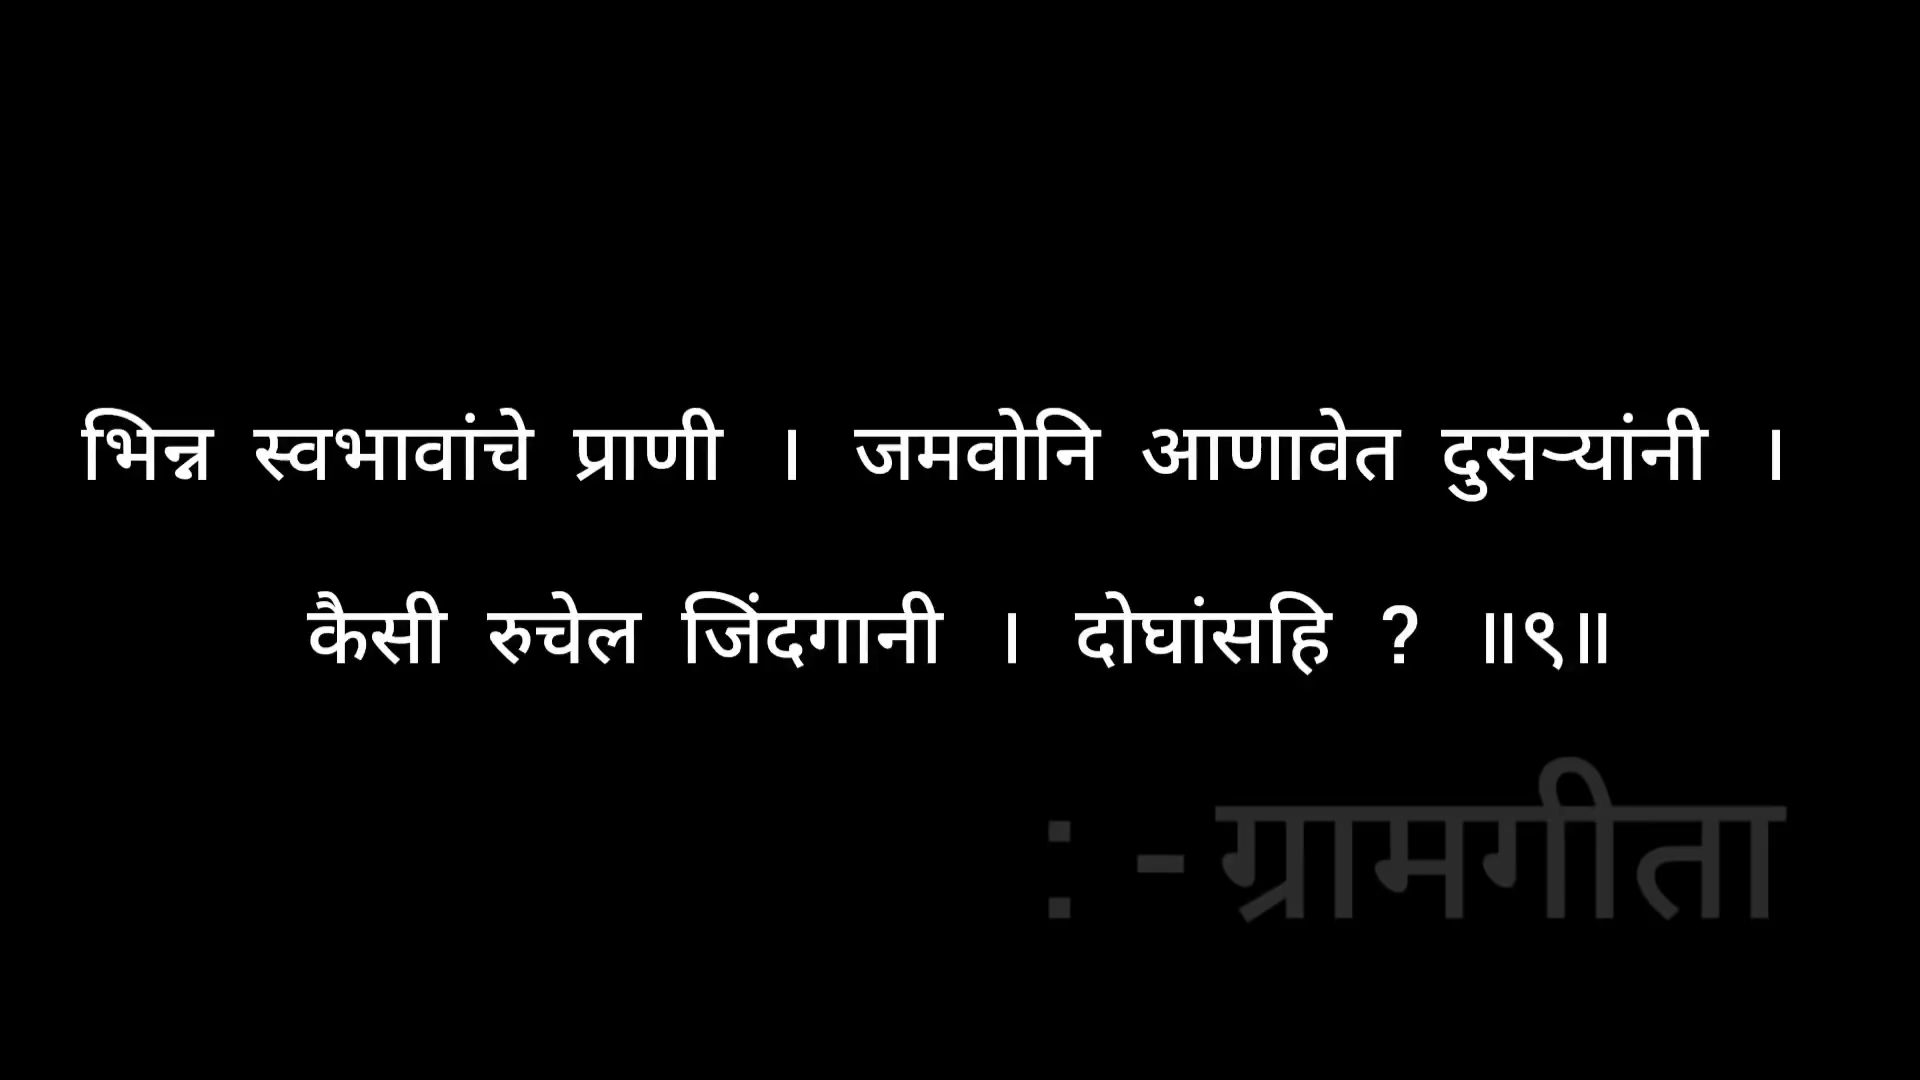 भिन्न स्वभावांचे प्राणी । जमवोनि आणावेत दुसऱ्यांनी ।
कैसी रुचेल जिंदगानी । दोघांसहि ? ॥९॥
: -ग्रामगीता